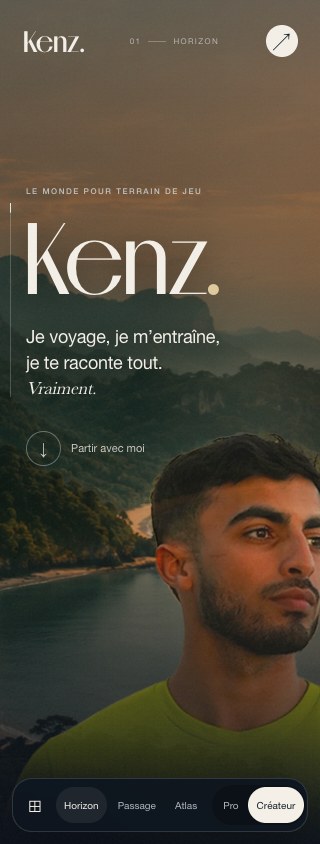 Kenz.
01 — HORIZON
LE MONDE POUR TERRAIN DE JEU
Kenz.
Je voyage, je m’entraîne,
je te raconte tout.
Vraiment.
Partir avec moi
Horizon Passage Atlas Pro Créateur